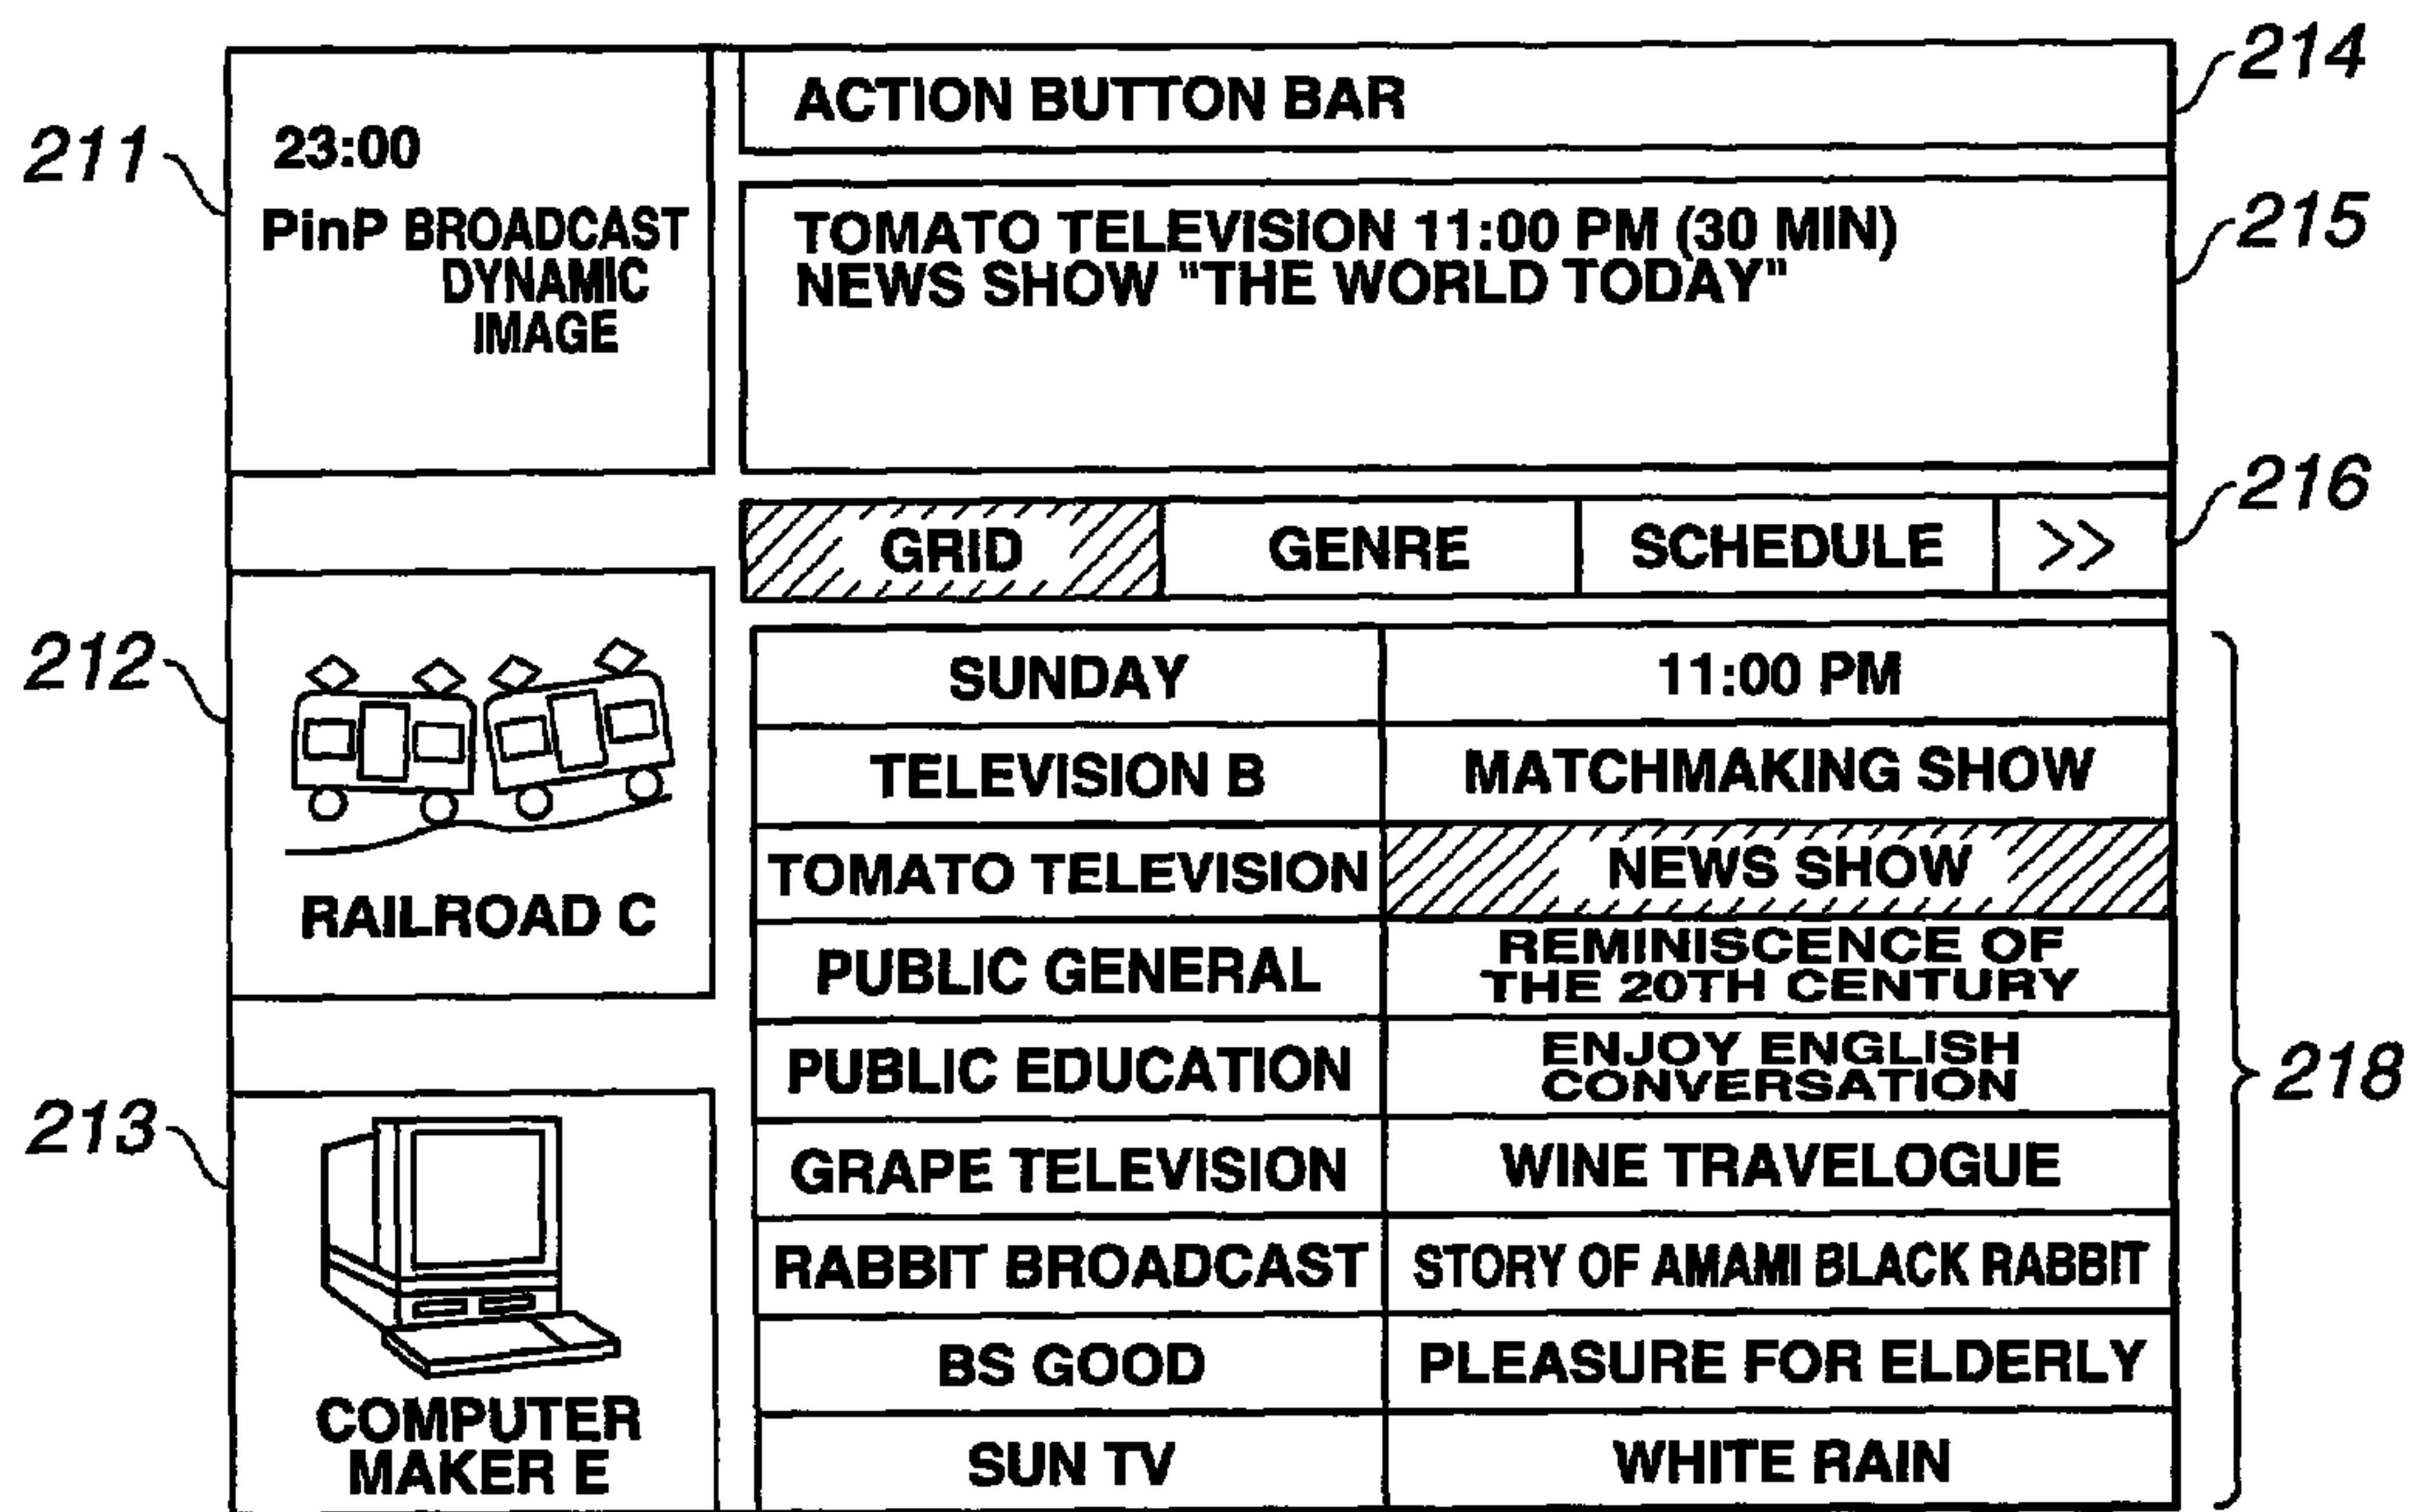 214
ACTION BUTTON BAR
211
23:00
PinP BROADCAST
DYNAMIC
IMAGE
215
TOMATO TELEVISION 11:00 PM (30 MIN)
NEWS SHOW "THE WORLD TODAY"
216
GRID GENRE SCHEDULE >>
212
RAILROAD C
213
COMPUTER
MAKER E
SUNDAY 11:00 PM
TELEVISION B MATCHMAKING SHOW
TOMATO TELEVISION NEWS SHOW
PUBLIC GENERAL REMINISCENCE OF
THE 20TH CENTURY
PUBLIC EDUCATION ENJOY ENGLISH
CONVERSATION
GRAPE TELEVISION WINE TRAVELOGUE
RABBIT BROADCAST STORY OF AMAMI BLACK RABBIT
BS GOOD PLEASURE FOR ELDERLY
SUN TV WHITE RAIN
218